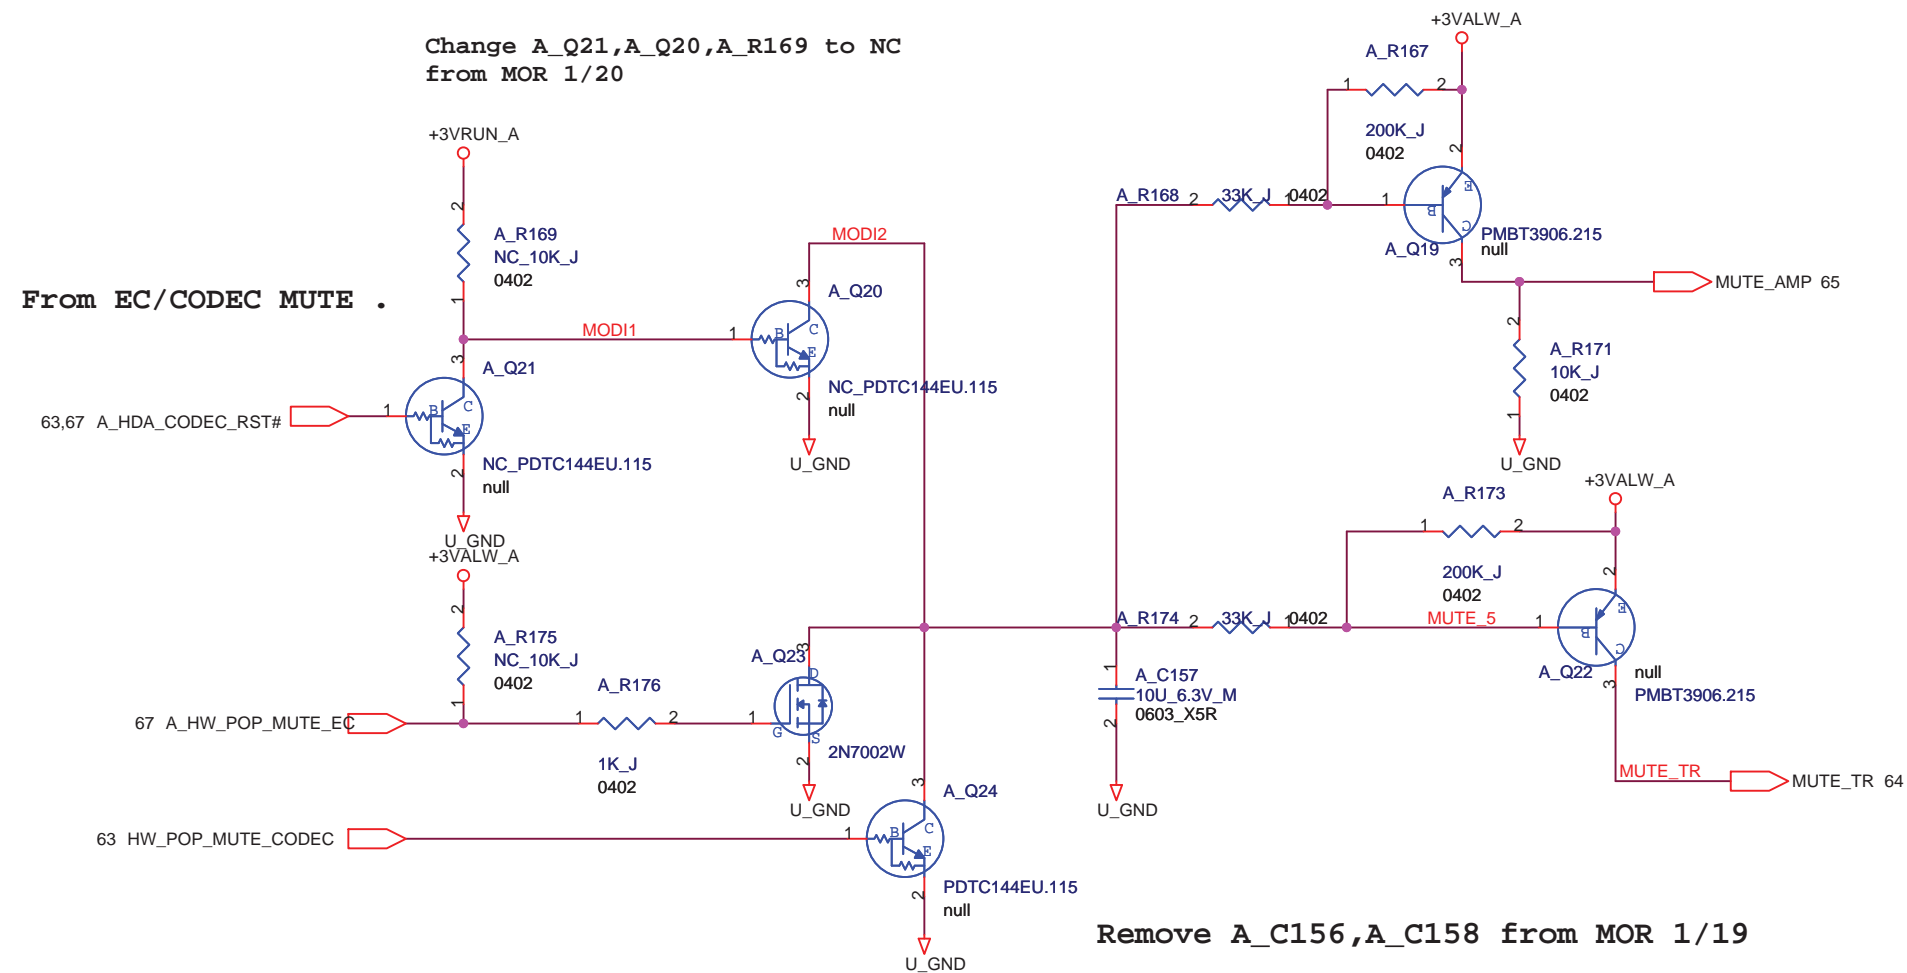 Change A_Q21,A_Q20,A_R169 to NC
from MOR 1/20
From EC/CODEC MUTE .
+3VRUN_A
2
A_R169
NC_10K_J
0402
1
MODI1
3
A_Q21
63,67 A_HDA_CODEC_RST#
1
B
C
E
NC_PDTC144EU.115
null
2
U_GND
MODI2
3
A_Q20
1
B
C
E
NC_PDTC144EU.115
null
2
U_GND
+3VALW_A
2
A_R175
NC_10K_J
0402
1
67 A_HW_POP_MUTE_EC
A_R176
1
2
1K_J
0402
A_Q23
3
D
1
G
S
2N7002W
2
U_GND
63 HW_POP_MUTE_CODEC
3
A_Q24
1
B
C
E
PDTC144EU.115
null
2
U_GND
+3VALW_A
A_R167
1
2
200K_J
0402
2
A_R168
2
33K_J
1
0402
1
E
B
C
A_Q19
PMBT3906.215
null
3
MUTE_AMP 65
2
A_R171
10K_J
0402
1
U_GND
+3VALW_A
A_R173
1
2
200K_J
0402
2
A_R174
2
33K_J
1
0402
MUTE_5
1
E
B
C
A_Q22
null
PMBT3906.215
3
MUTE_TR
MUTE_TR 64
1
A_C157
10U_6.3V_M
0603_X5R
2
U_GND
Remove A_C156,A_C158 from MOR 1/19